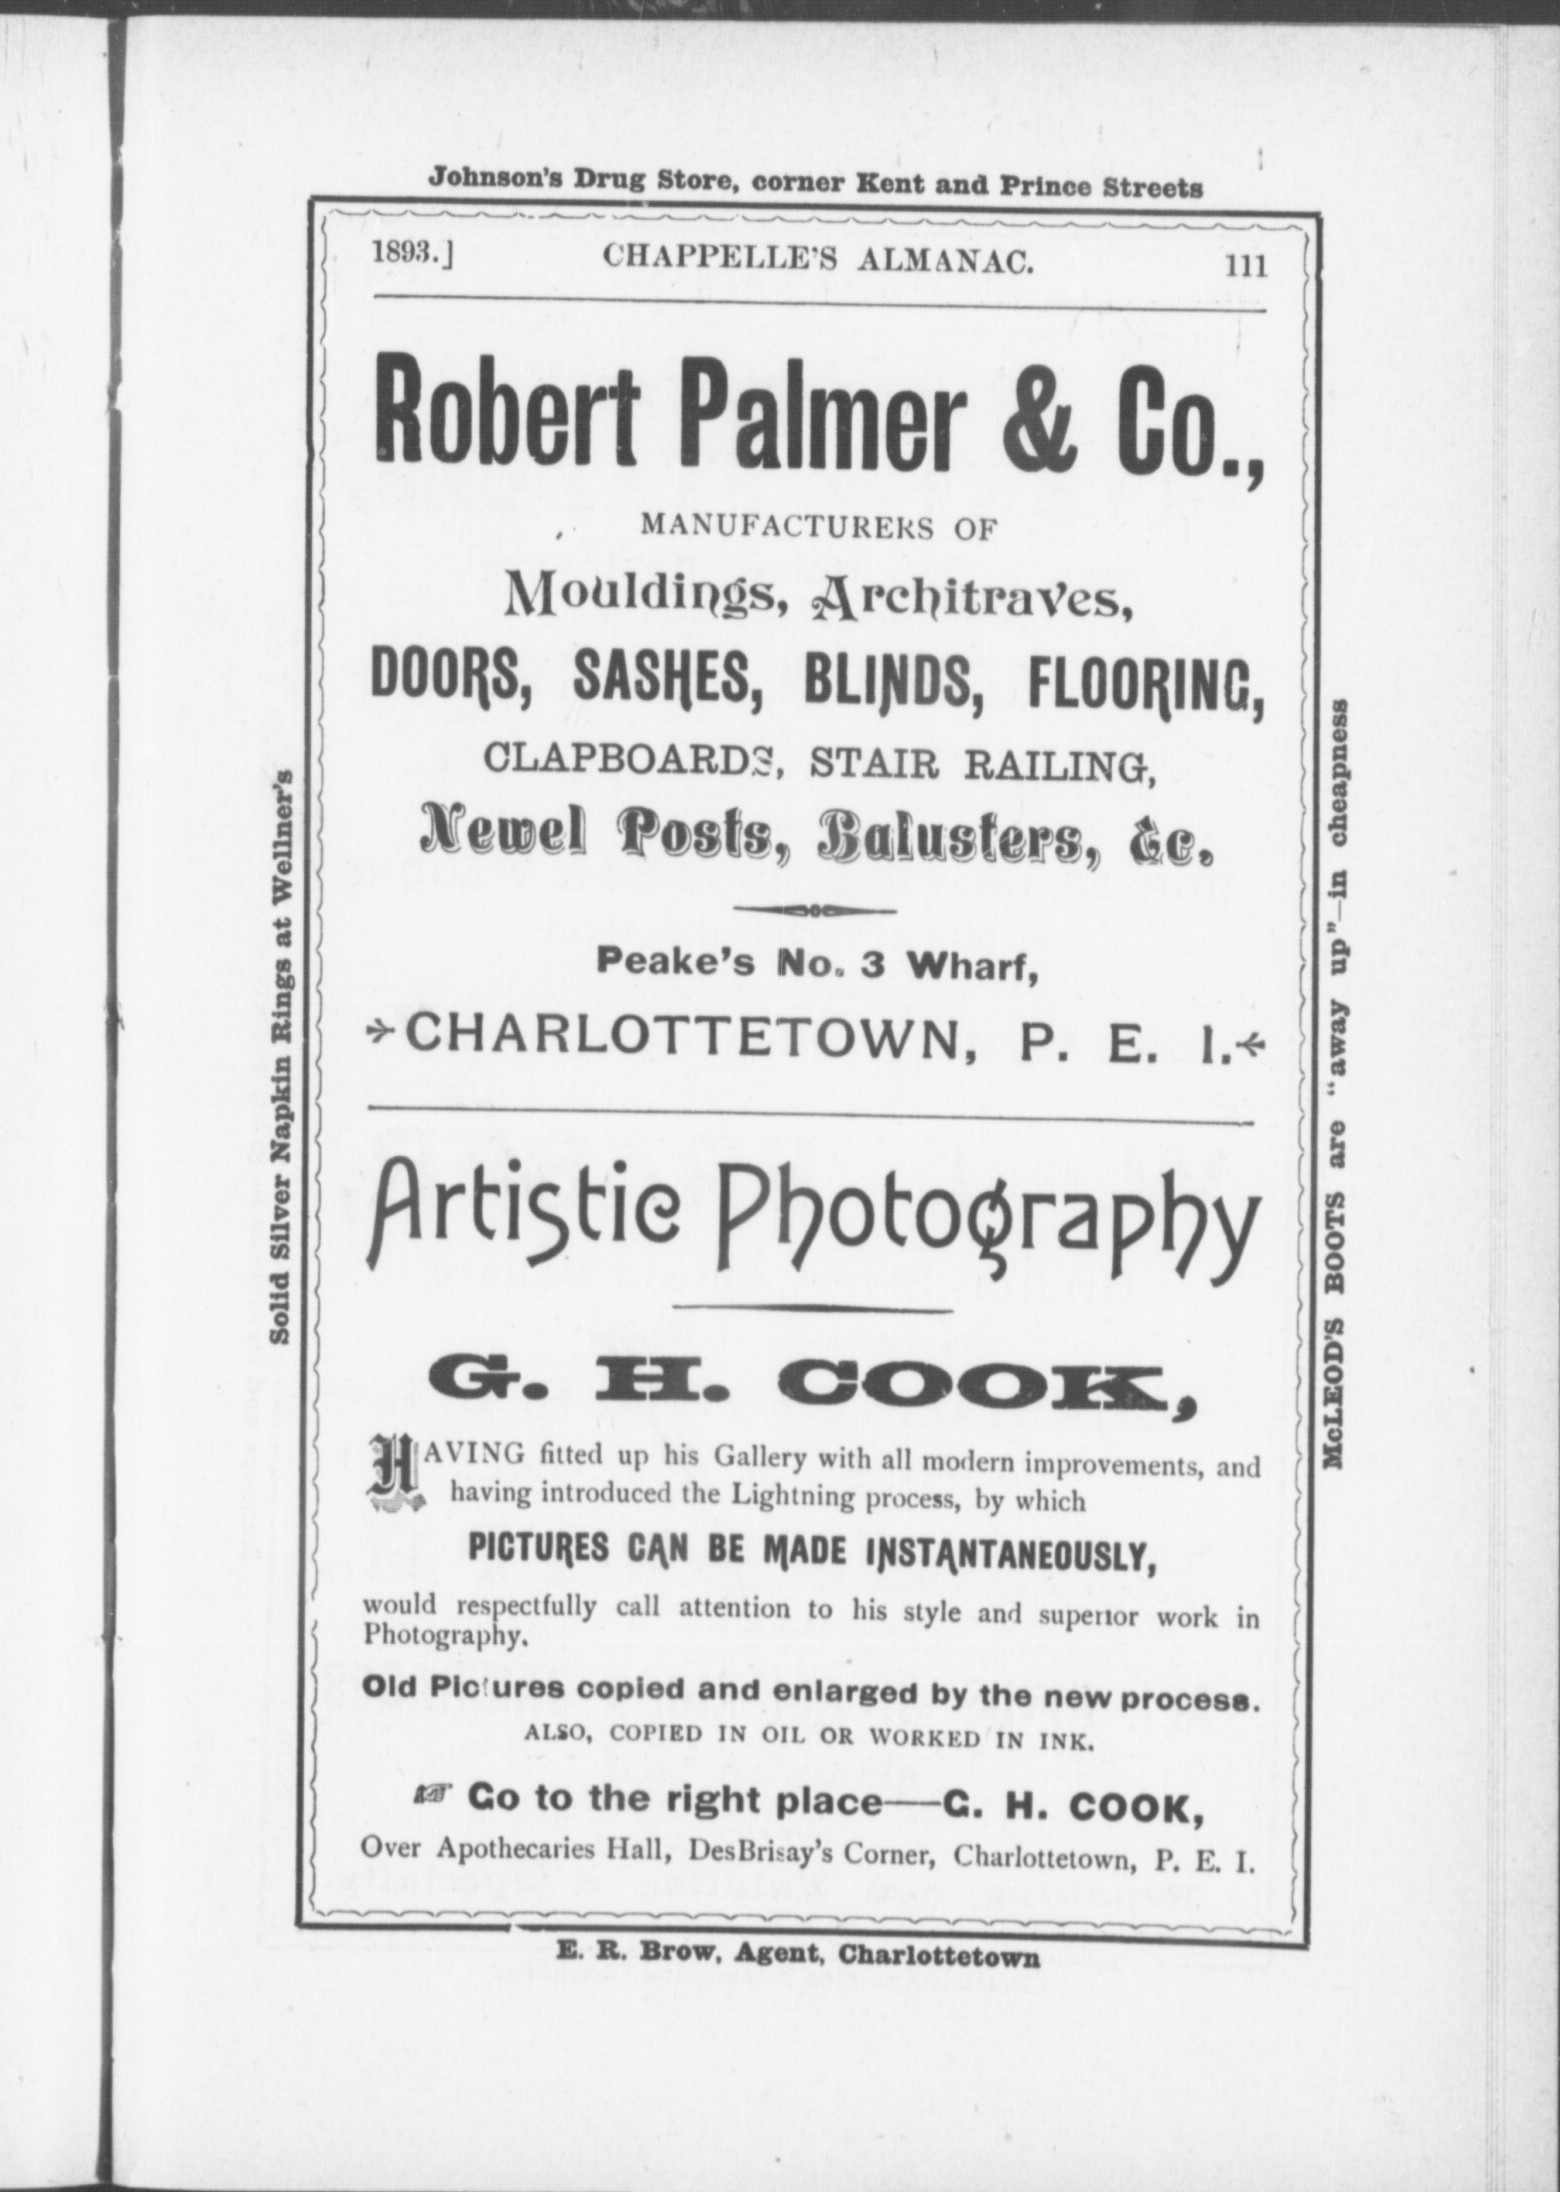 Johnson's Drug Store, corner Kent and Prince Streets
1893.] CHAPPELLE'S ALMANAC. 111
Robert Palmer & Co.,
MANUFACTURERS OF
Mouldings, Architraves,
DOORS, SASHES, BLINDS, FLOORING,
CLAPBOARDS, STAIR RAILING,
Newel Posts, Balusters, &c.
Peake's No. 3 Wharf,
CHARLOTTETOWN, P. E. I.
Artistic Photography
G. H. COOK,
HAVING fitted up his Gallery with all modern improvements, and
having introduced the Lightning process, by which
PICTURES CAN BE MADE INSTANTANEOUSLY,
would respectfully call attention to his style and superior work in
Photography.
Old Pictures copied and enlarged by the new process.
ALSO, COPIED IN OIL OR WORKED IN INK.
☞ Go to the right place—G. H. COOK,
Over Apothecaries Hall, DesBrisay's Corner, Charlottetown, P. E. I.
E. R. Brow, Agent, Charlottetown
Solid Silver Napkin Rings at Wellner's
McLEOD'S BOOTS are "away up"—in cheapness